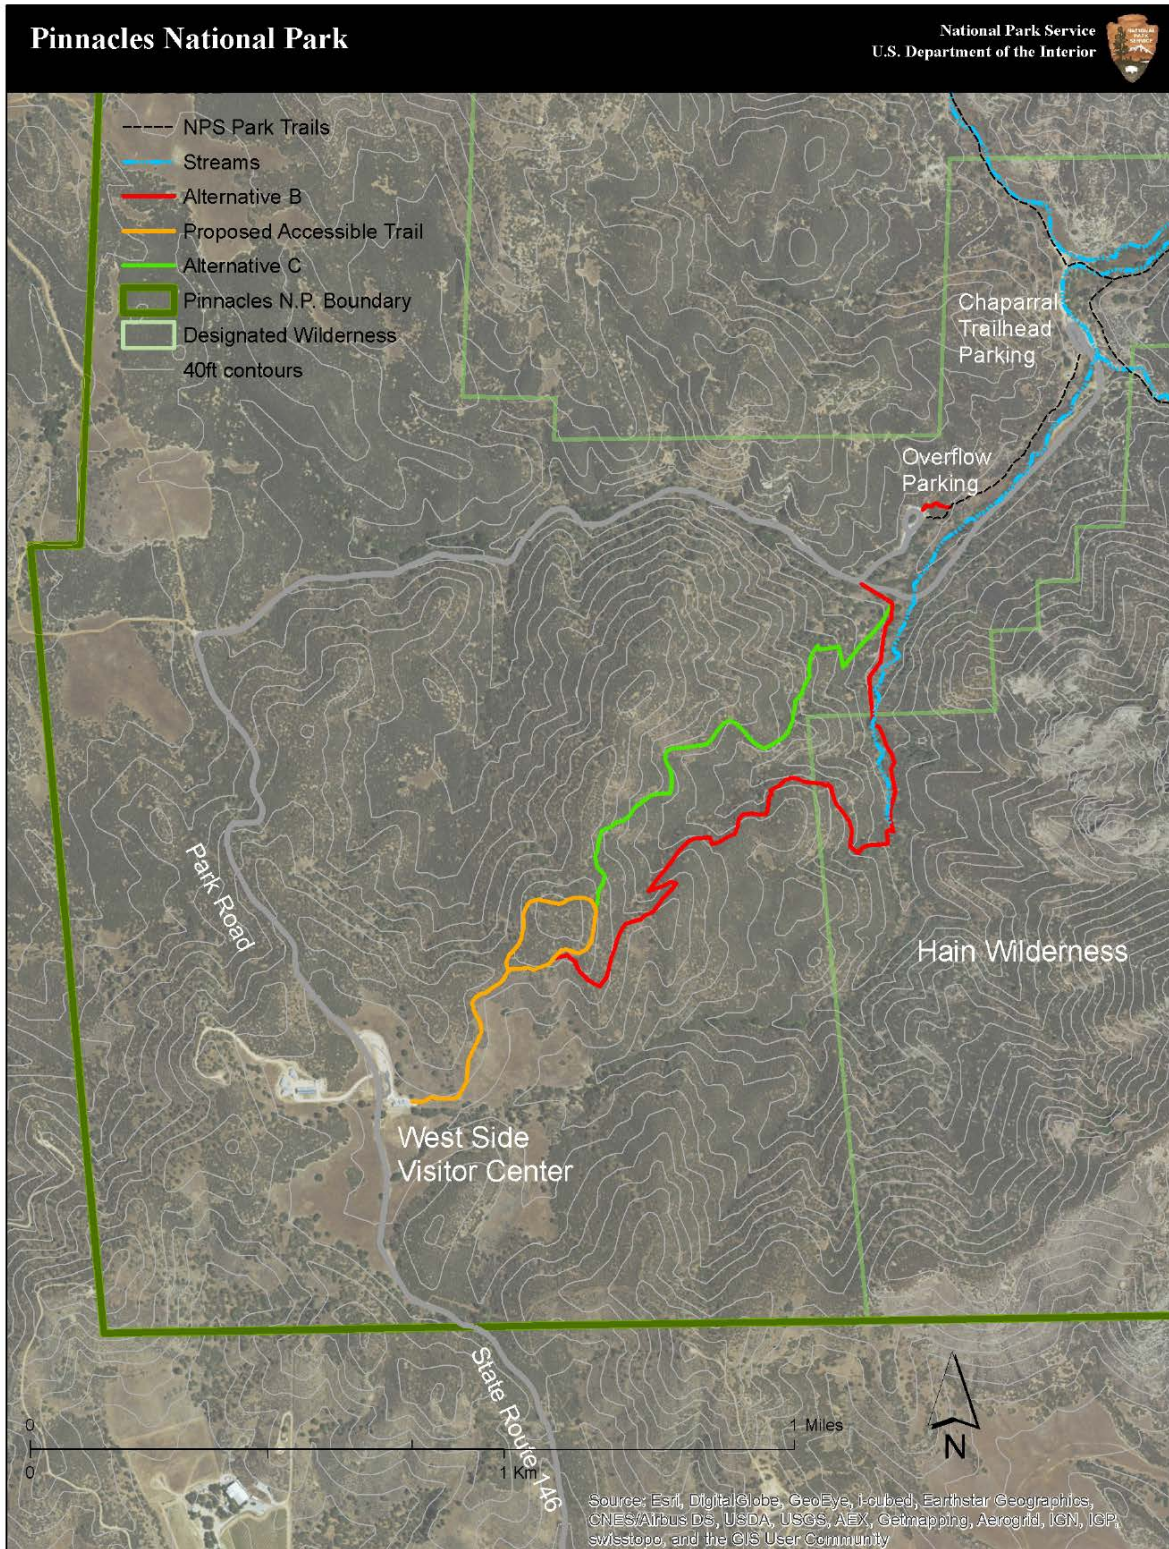 Pinnacles National Park
National Park Service
U.S. Department of the Interior
NPS Park Trails
Streams
Alternative B
Proposed Accessible Trail
Alternative C
Pinnacles N.P. Boundary
Designated Wilderness
40ft contours
Chaparral
Trailhead
Parking
Overflow
Parking
Park Road
Hain Wilderness
West Side
Visitor Center
State Route 146
0
1 Miles
0
1 Km
N
Source: Esri, DigitalGlobe, GeoEye, i-cubed, Earthstar Geographics,
CNES/Airbus DS, USDA, USGS, AEX, Getmapping, Aerogrid, IGN, IGP,
swisstopo, and the GIS User Community